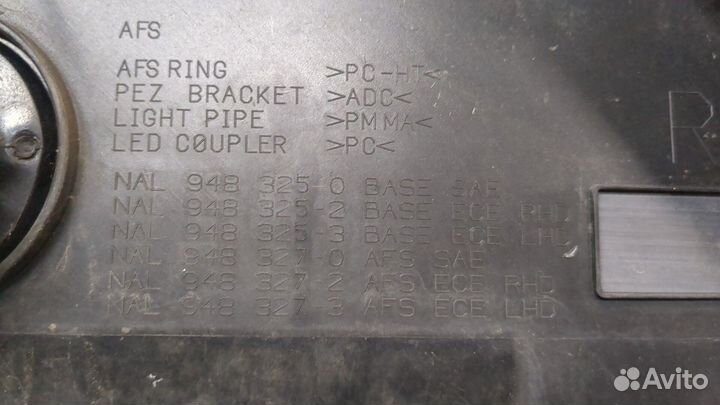 AFS
AFS RING >PC-HT<
PEZ BRACKET >ADC<
LIGHT PIPE >PMMA<
LED COUPLER >PC<
NAL 948 325-0 BASE SAE
NAL 948 325-2 BASE ECE RHD
NAL 948 325-3 BASE ECE LHD
NAL 948 327-0 AFS SAE
NAL 948 327-2 AFS ECE RHD
NAL 948 327-3 AFS ECE LHD
R
Avito